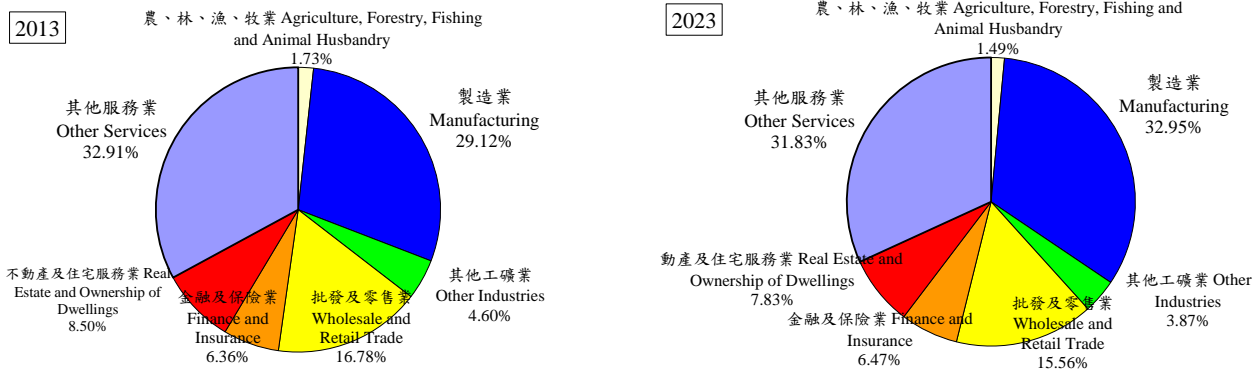 2013
農、林、漁、牧業 Agriculture, Forestry, Fishing
and Animal Husbandry
1.73%
製造業
Manufacturing
29.12%
其他工礦業
Other Industries
4.60%
批發及零售業
Wholesale and
Retail Trade
16.78%
金融及保險業
Finance and
Insurance
6.36%
不動產及住宅服務業 Real
Estate and Ownership of
Dwellings
8.50%
其他服務業
Other Services
32.91%
2023
農、林、漁、牧業 Agriculture, Forestry, Fishing and
Animal Husbandry
1.49%
製造業
Manufacturing
32.95%
其他工礦業 Other
Industries
3.87%
批發及零售業
Wholesale and
Retail Trade
15.56%
金融及保險業 Finance and
Insurance
6.47%
動產及住宅服務業 Real Estate and
Ownership of Dwellings
7.83%
其他服務業
Other Services
31.83%